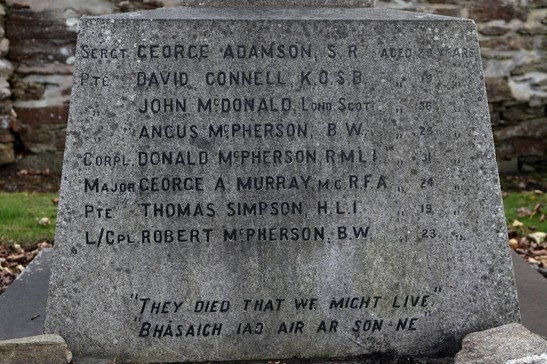 SERGT. GEORGE ADAMSON, S.R. AGED 29 YEARS
PTE DAVID CONNELL, K.O.S.B. „ 19 „
„ JOHN McDONALD, LOND SCOT. „ 36 „
„ ANGUS McPHERSON, B.W. „ 25 „
CORPL. DONALD McPHERSON, R.M.L.I. „ 31 „
MAJOR GEORGE A. MURRAY, M.C. R.F.A. „ 24 „
PTE THOMAS SIMPSON, H.L.I. „ 19 „
L/CPL. ROBERT McPHERSON, B.W. „ 23 „
"THEY DIED THAT WE MIGHT LIVE"
"BHÀSAICH IAD AIR AR SON-NE"